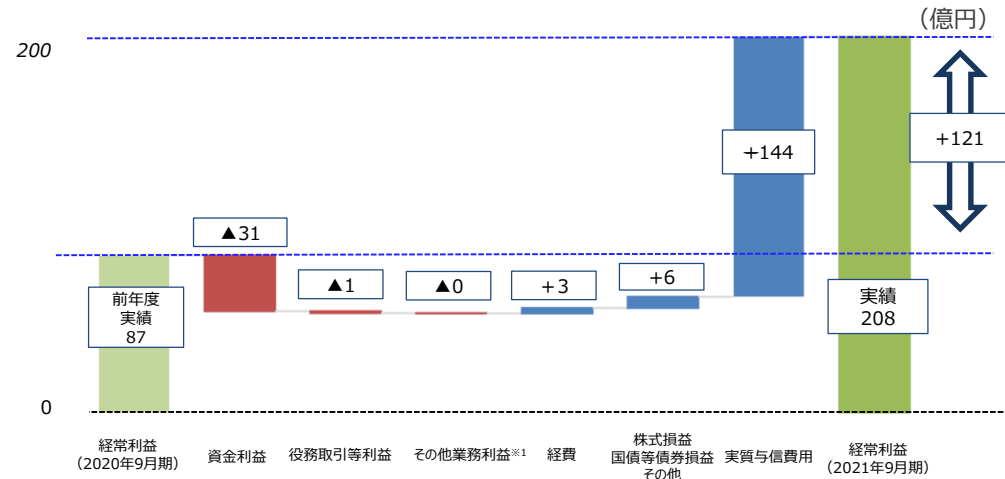 （億円）
200
+121
+144
▲31
▲1
▲0
+3
+6
前年度
実績
87
実績
208
0
経常利益
（2020年9月期）
資金利益
役務取引等利益
その他業務利益※1
経費
株式損益
国債等債券損益
その他
実質与信費用
経常利益
（2021年9月期）